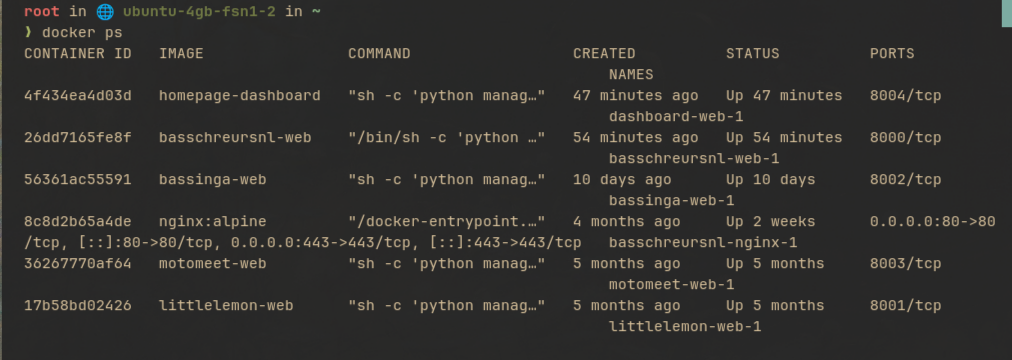 root in 🌐 ubuntu-4gb-fsn1-2 in ~
❯ docker ps
CONTAINER ID   IMAGE                COMMAND                  CREATED          STATUS          PORTS
                                                                 NAMES
4f434ea4d03d   homepage-dashboard   "sh -c 'python manag…"   47 minutes ago   Up 47 minutes   8004/tcp
                                                                 dashboard-web-1
26dd7165fe8f   basschreursnl-web    "/bin/sh -c 'python …"   54 minutes ago   Up 54 minutes   8000/tcp
                                                                 basschreursnl-web-1
56361ac55591   bassinga-web         "sh -c 'python manag…"   10 days ago      Up 10 days      8002/tcp
                                                                 bassinga-web-1
8c8d2b65a4de   nginx:alpine         "/docker-entrypoint.…"   4 months ago     Up 2 weeks      0.0.0.0:80->80
/tcp, [::]:80->80/tcp, 0.0.0.0:443->443/tcp, [::]:443->443/tcp   basschreursnl-nginx-1
36267770af64   motomeet-web         "sh -c 'python manag…"   5 months ago     Up 5 months     8003/tcp
                                                                 motomeet-web-1
17b58bd02426   littlelemon-web      "sh -c 'python manag…"   5 months ago     Up 5 months     8001/tcp
                                                                 littlelemon-web-1